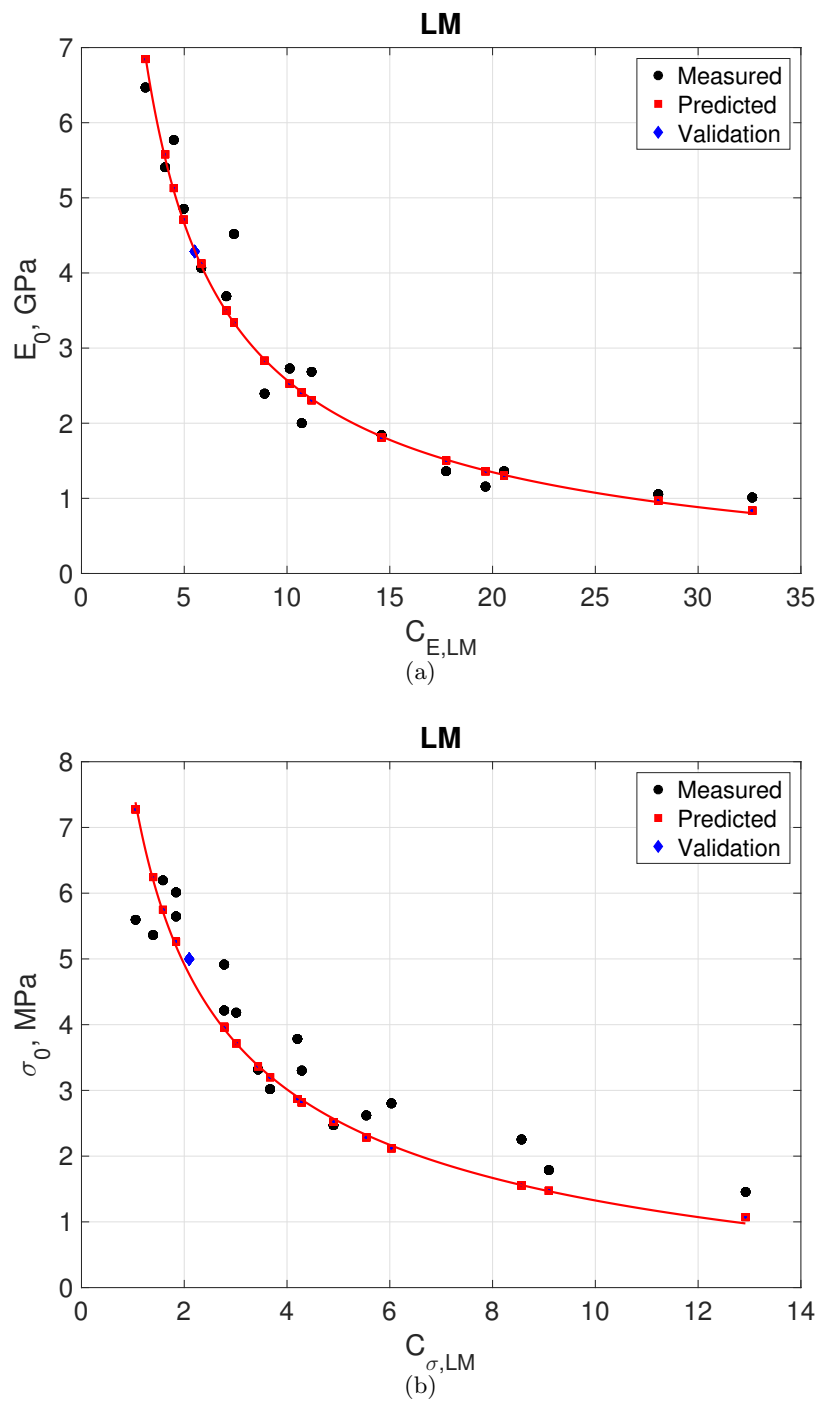 LM
7
6
5
4
3
2
1
0
E0, GPa
Measured
Predicted
Validation
0 5 10 15 20 25 30 35
CE,LM
(a)
LM
8
7
6
5
4
3
2
1
0
σ0, MPa
Measured
Predicted
Validation
0 2 4 6 8 10 12 14
Cσ,LM
(b)